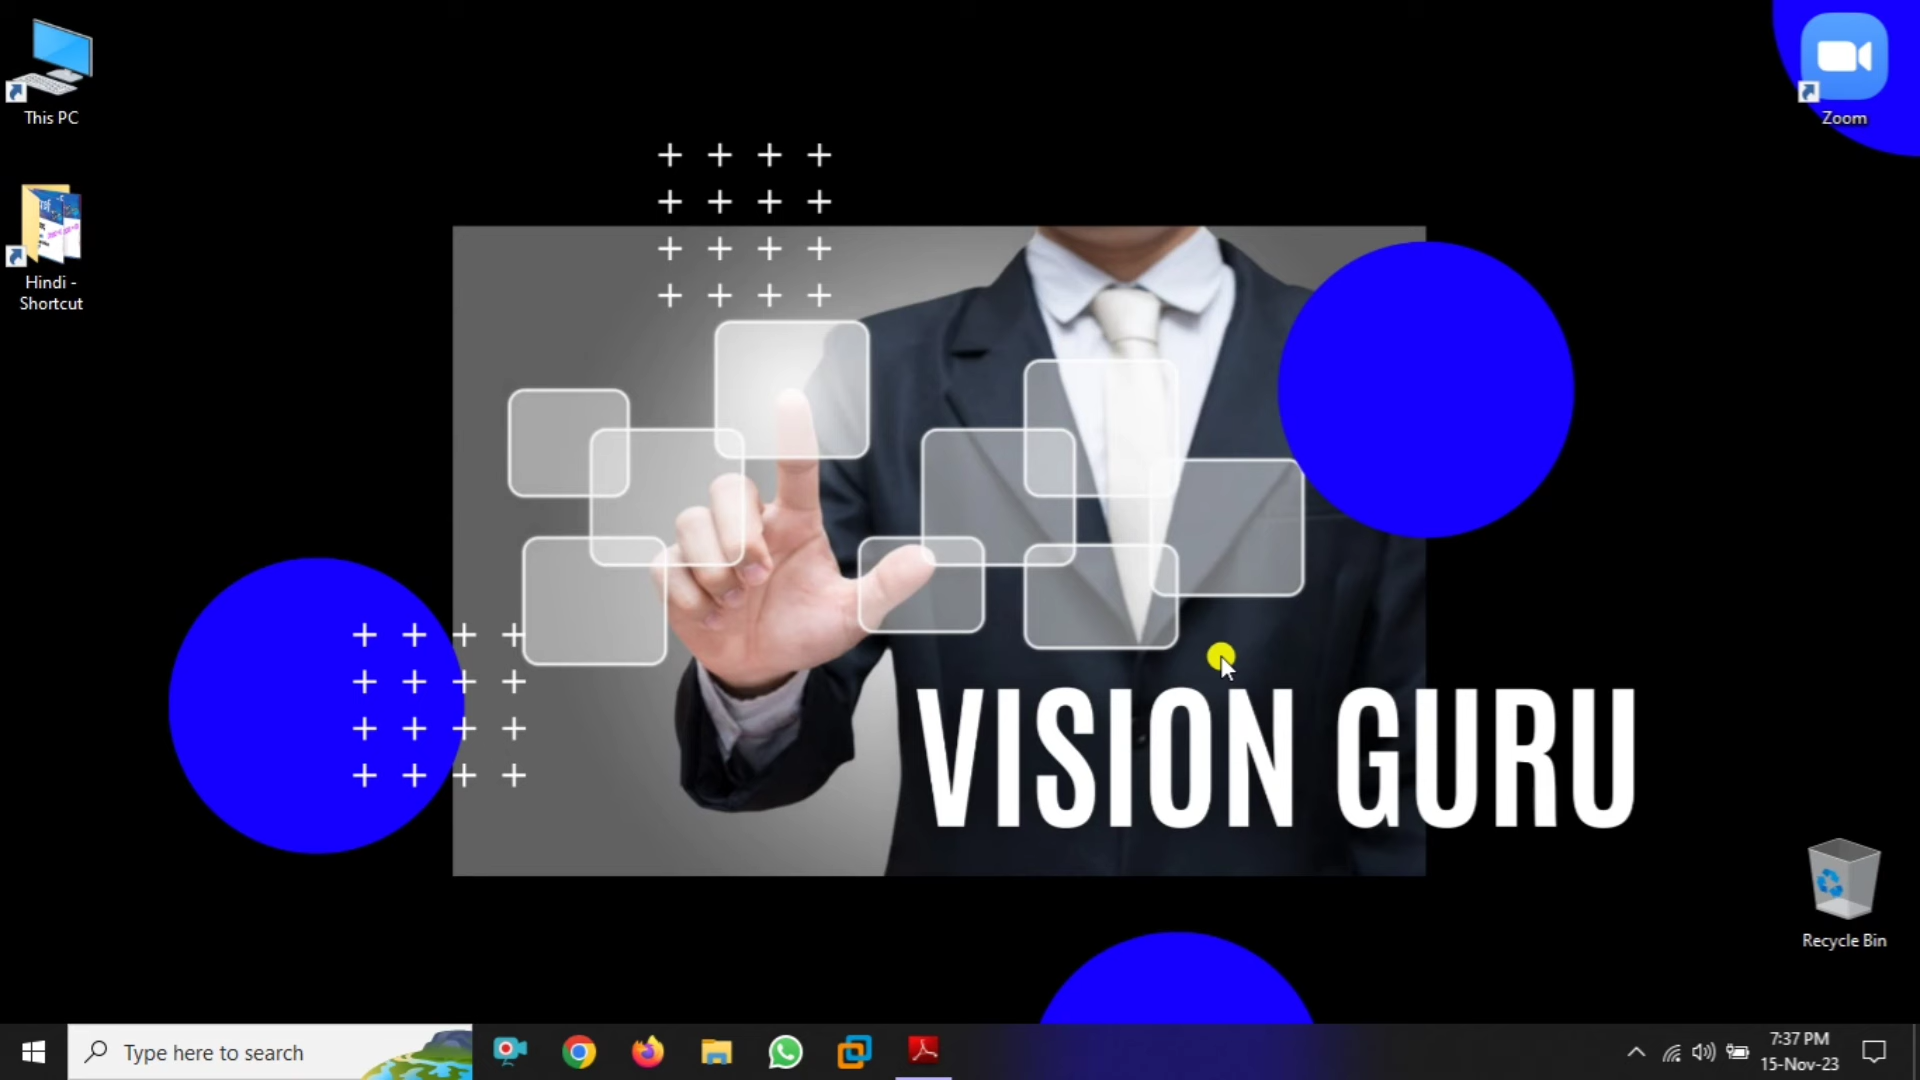 This PC
Zoom
Hindi -
Shortcut
VISION GURU
Recycle Bin
Type here to search
7:37 PM
15-Nov-23